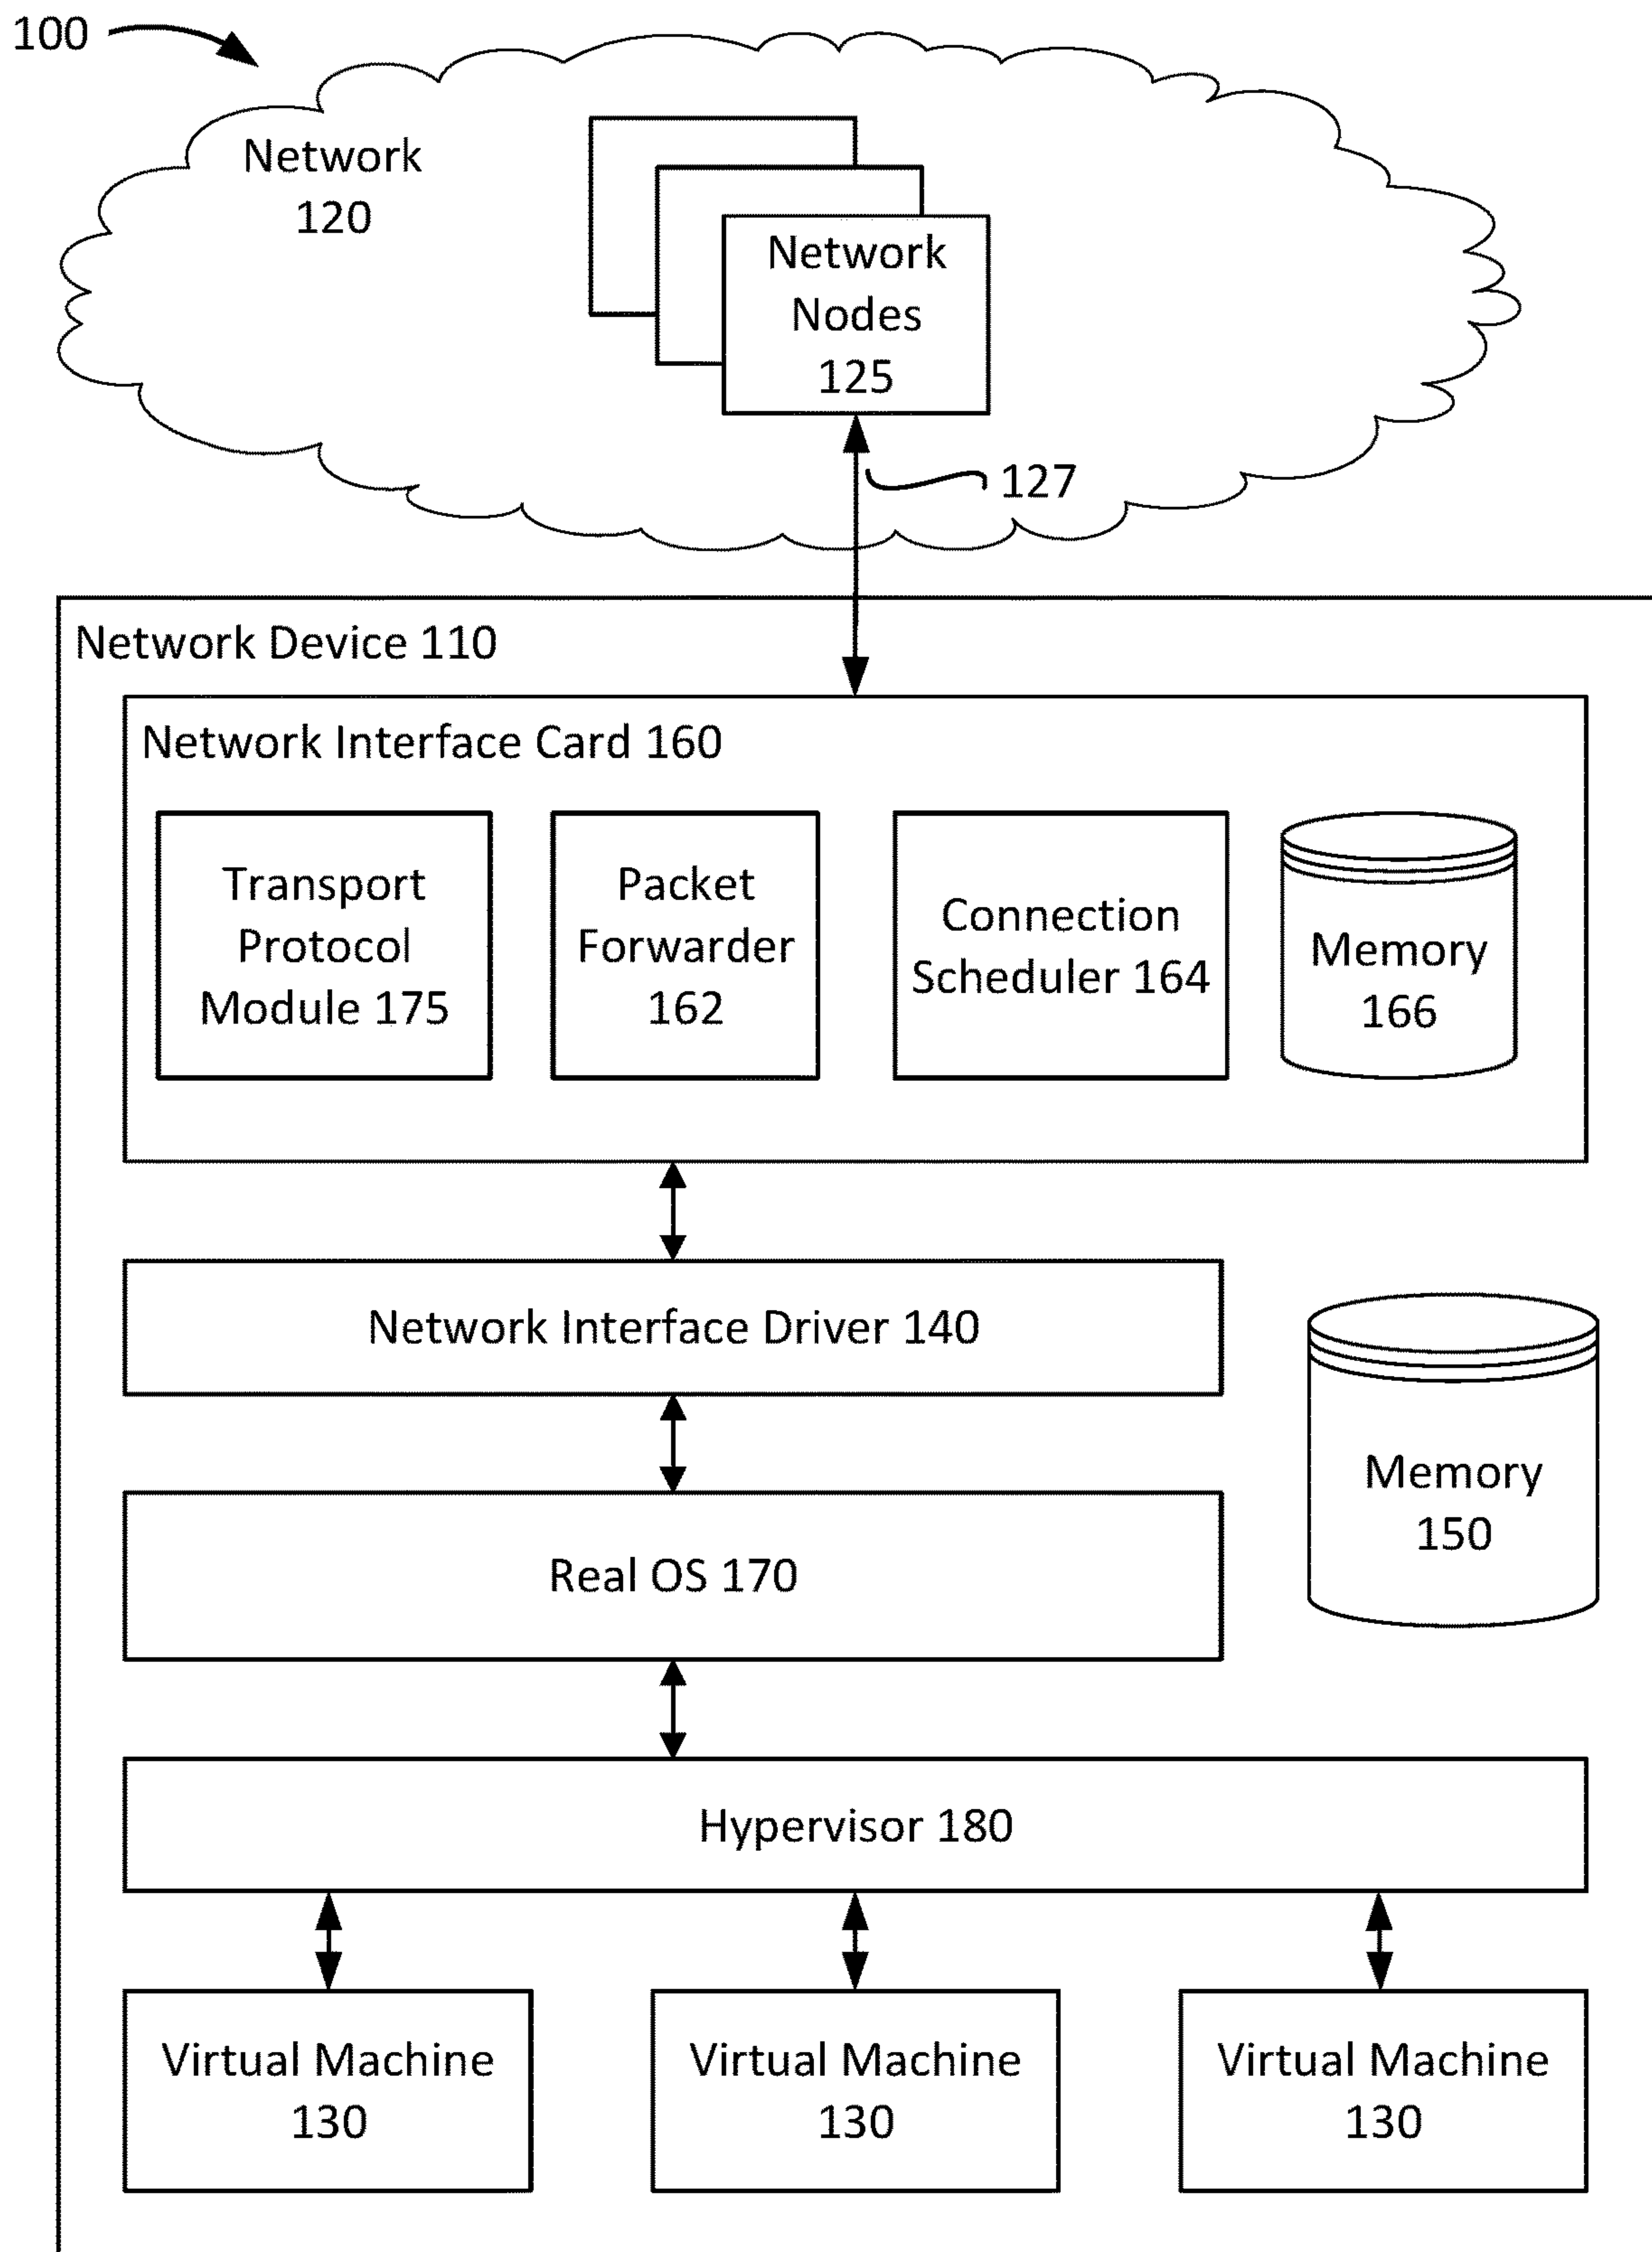 100
Network
120
Network
Nodes
125
127
Network Device 110
Network Interface Card 160
Transport
Protocol
Module 175
Packet
Forwarder
162
Connection
Scheduler 164
Memory
166
Network Interface Driver 140
Memory
150
Real OS 170
Hypervisor 180
Virtual Machine
130
Virtual Machine
130
Virtual Machine
130